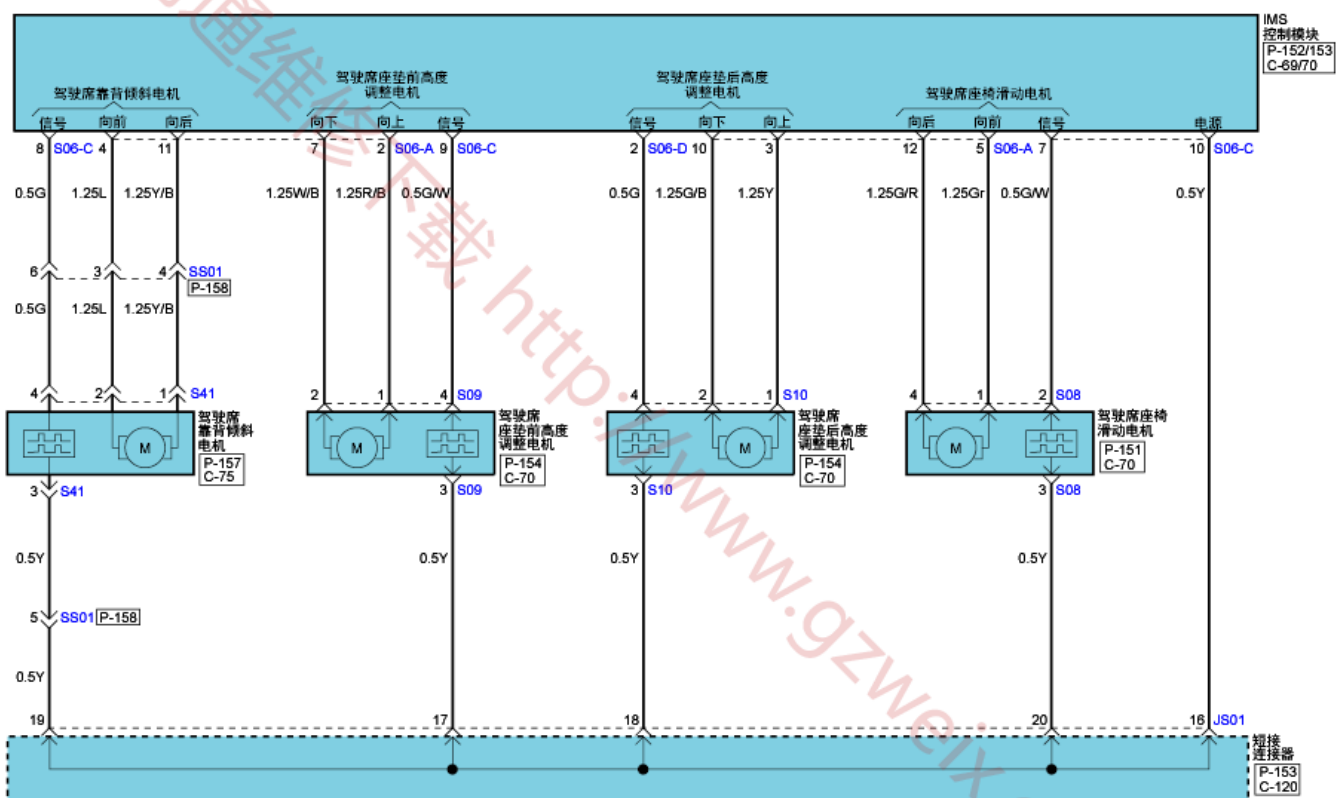 IMS
控制模块
P-152/153
C-69/70
驾驶席靠背倾斜电机
驾驶席座垫前高度
调整电机
驾驶席座垫后高度
调整电机
驾驶席座椅滑动电机
信号 向前 向后 向下 向上 信号 信号 向下 向上 向后 向前 信号 电源
8 S06-C 4 11 7 2 S06-A 9 S06-C 2 S06-D 10 3 12 5 S06-A 7 10 S06-C
0.5G 1.25L 1.25Y/B 1.25W/B 1.25R/B 0.5G/W 0.5G 1.25G/B 1.25Y 1.25G/R 1.25Gr 0.5G/W 0.5Y
6 3 4 SS01
P-158
0.5G 1.25L 1.25Y/B
4 2 1 S41 2 1 4 S09 4 2 1 S10 4 1 2 S08
M M M M
驾驶席
靠背倾斜
电机
P-157
C-75
驾驶席
座垫前高度
调整电机
P-154
C-70
驾驶席
座垫后高度
调整电机
P-154
C-70
驾驶席座椅
滑动电机
P-151
C-70
3 S41 3 S09 3 S10 3 S08
0.5Y 0.5Y 0.5Y 0.5Y
5 SS01 P-158
0.5Y
19 17 18 20 16 JS01
短接
连接器
P-153
C-120
通维修下载 http://www.gzweix